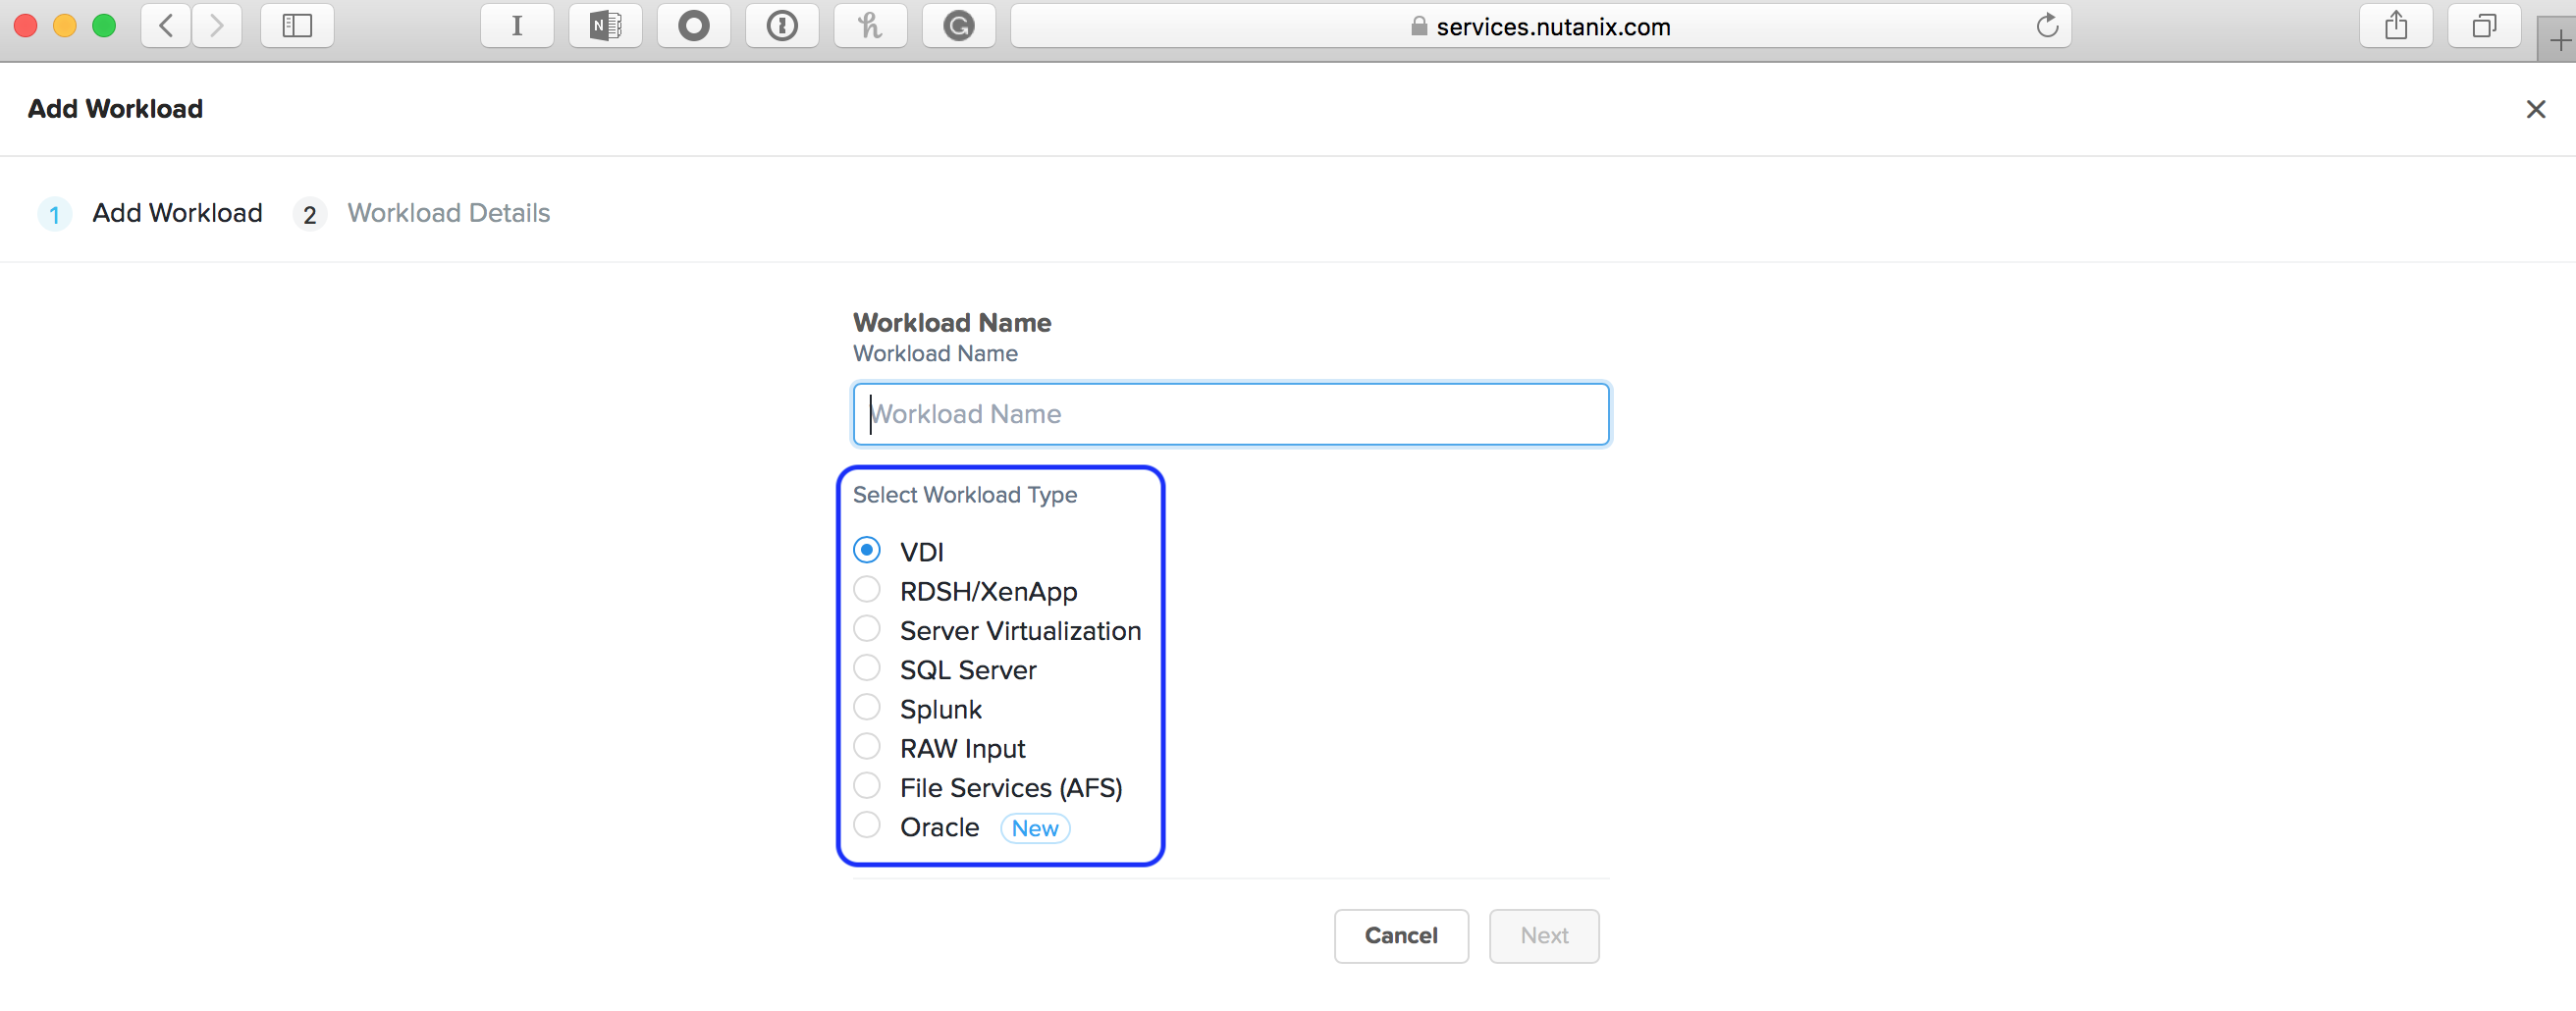 services.nutanix.com
Add Workload
1 Add Workload 2 Workload Details
Workload Name
Workload Name
Workload Name
Select Workload Type
VDI
RDSH/XenApp
Server Virtualization
SQL Server
Splunk
RAW Input
File Services (AFS)
Oracle New
Cancel Next